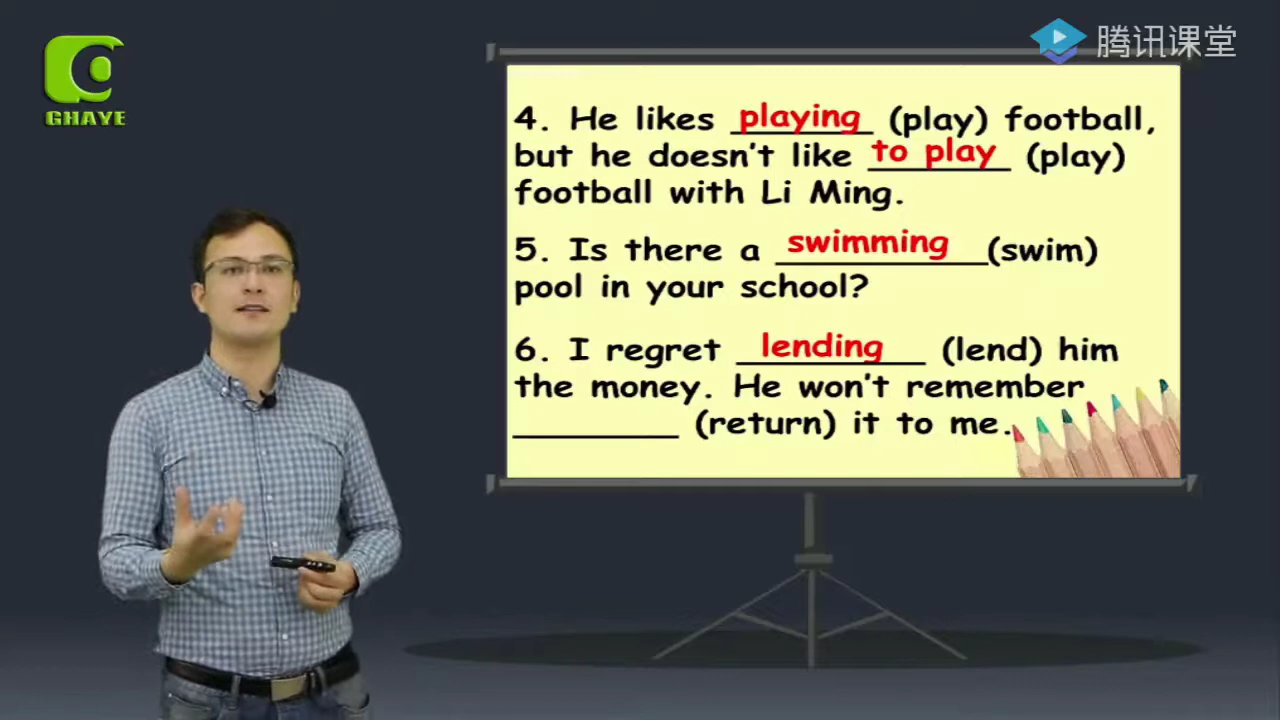 GHAYE
腾讯课堂
4. He likes playing (play) football,
but he doesn't like to play (play)
football with Li Ming.
5. Is there a swimming (swim)
pool in your school?
6. I regret lending (lend) him
the money. He won't remember
________ (return) it to me.